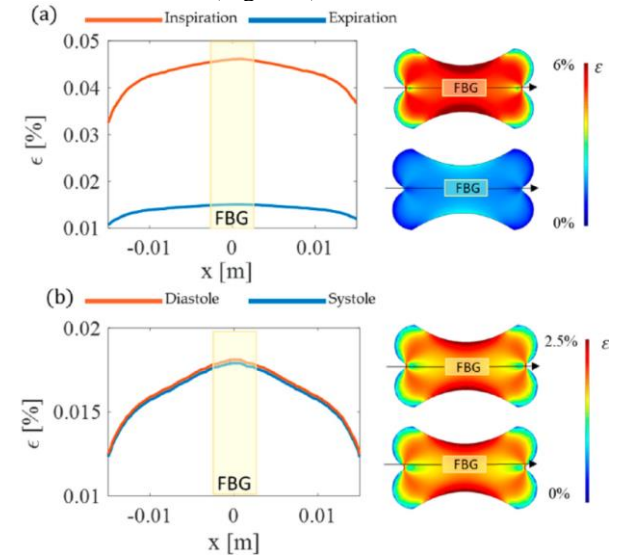 (a)
Inspiration
Expiration
0.05
0.04
0.03
0.02
0.01
ϵ [%]
-0.01
0
0.01
x [m]
FBG
FBG
FBG
6%
ε
0%
(b)
Diastole
Systole
0.02
0.015
0.01
ϵ [%]
-0.01
0
0.01
x [m]
FBG
FBG
FBG
2.5%
ε
0%